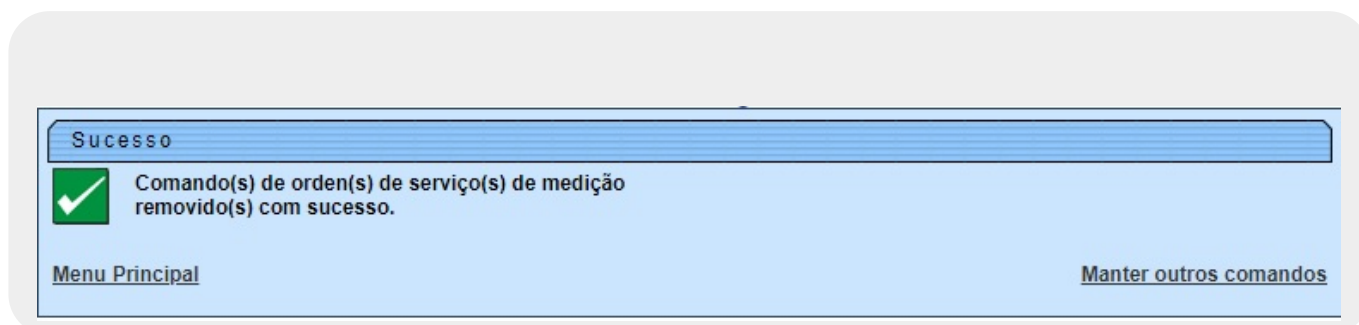 Sucesso
Comando(s) de orden(s) de serviço(s) de medição
removido(s) com sucesso.
Menu Principal
Manter outros comandos